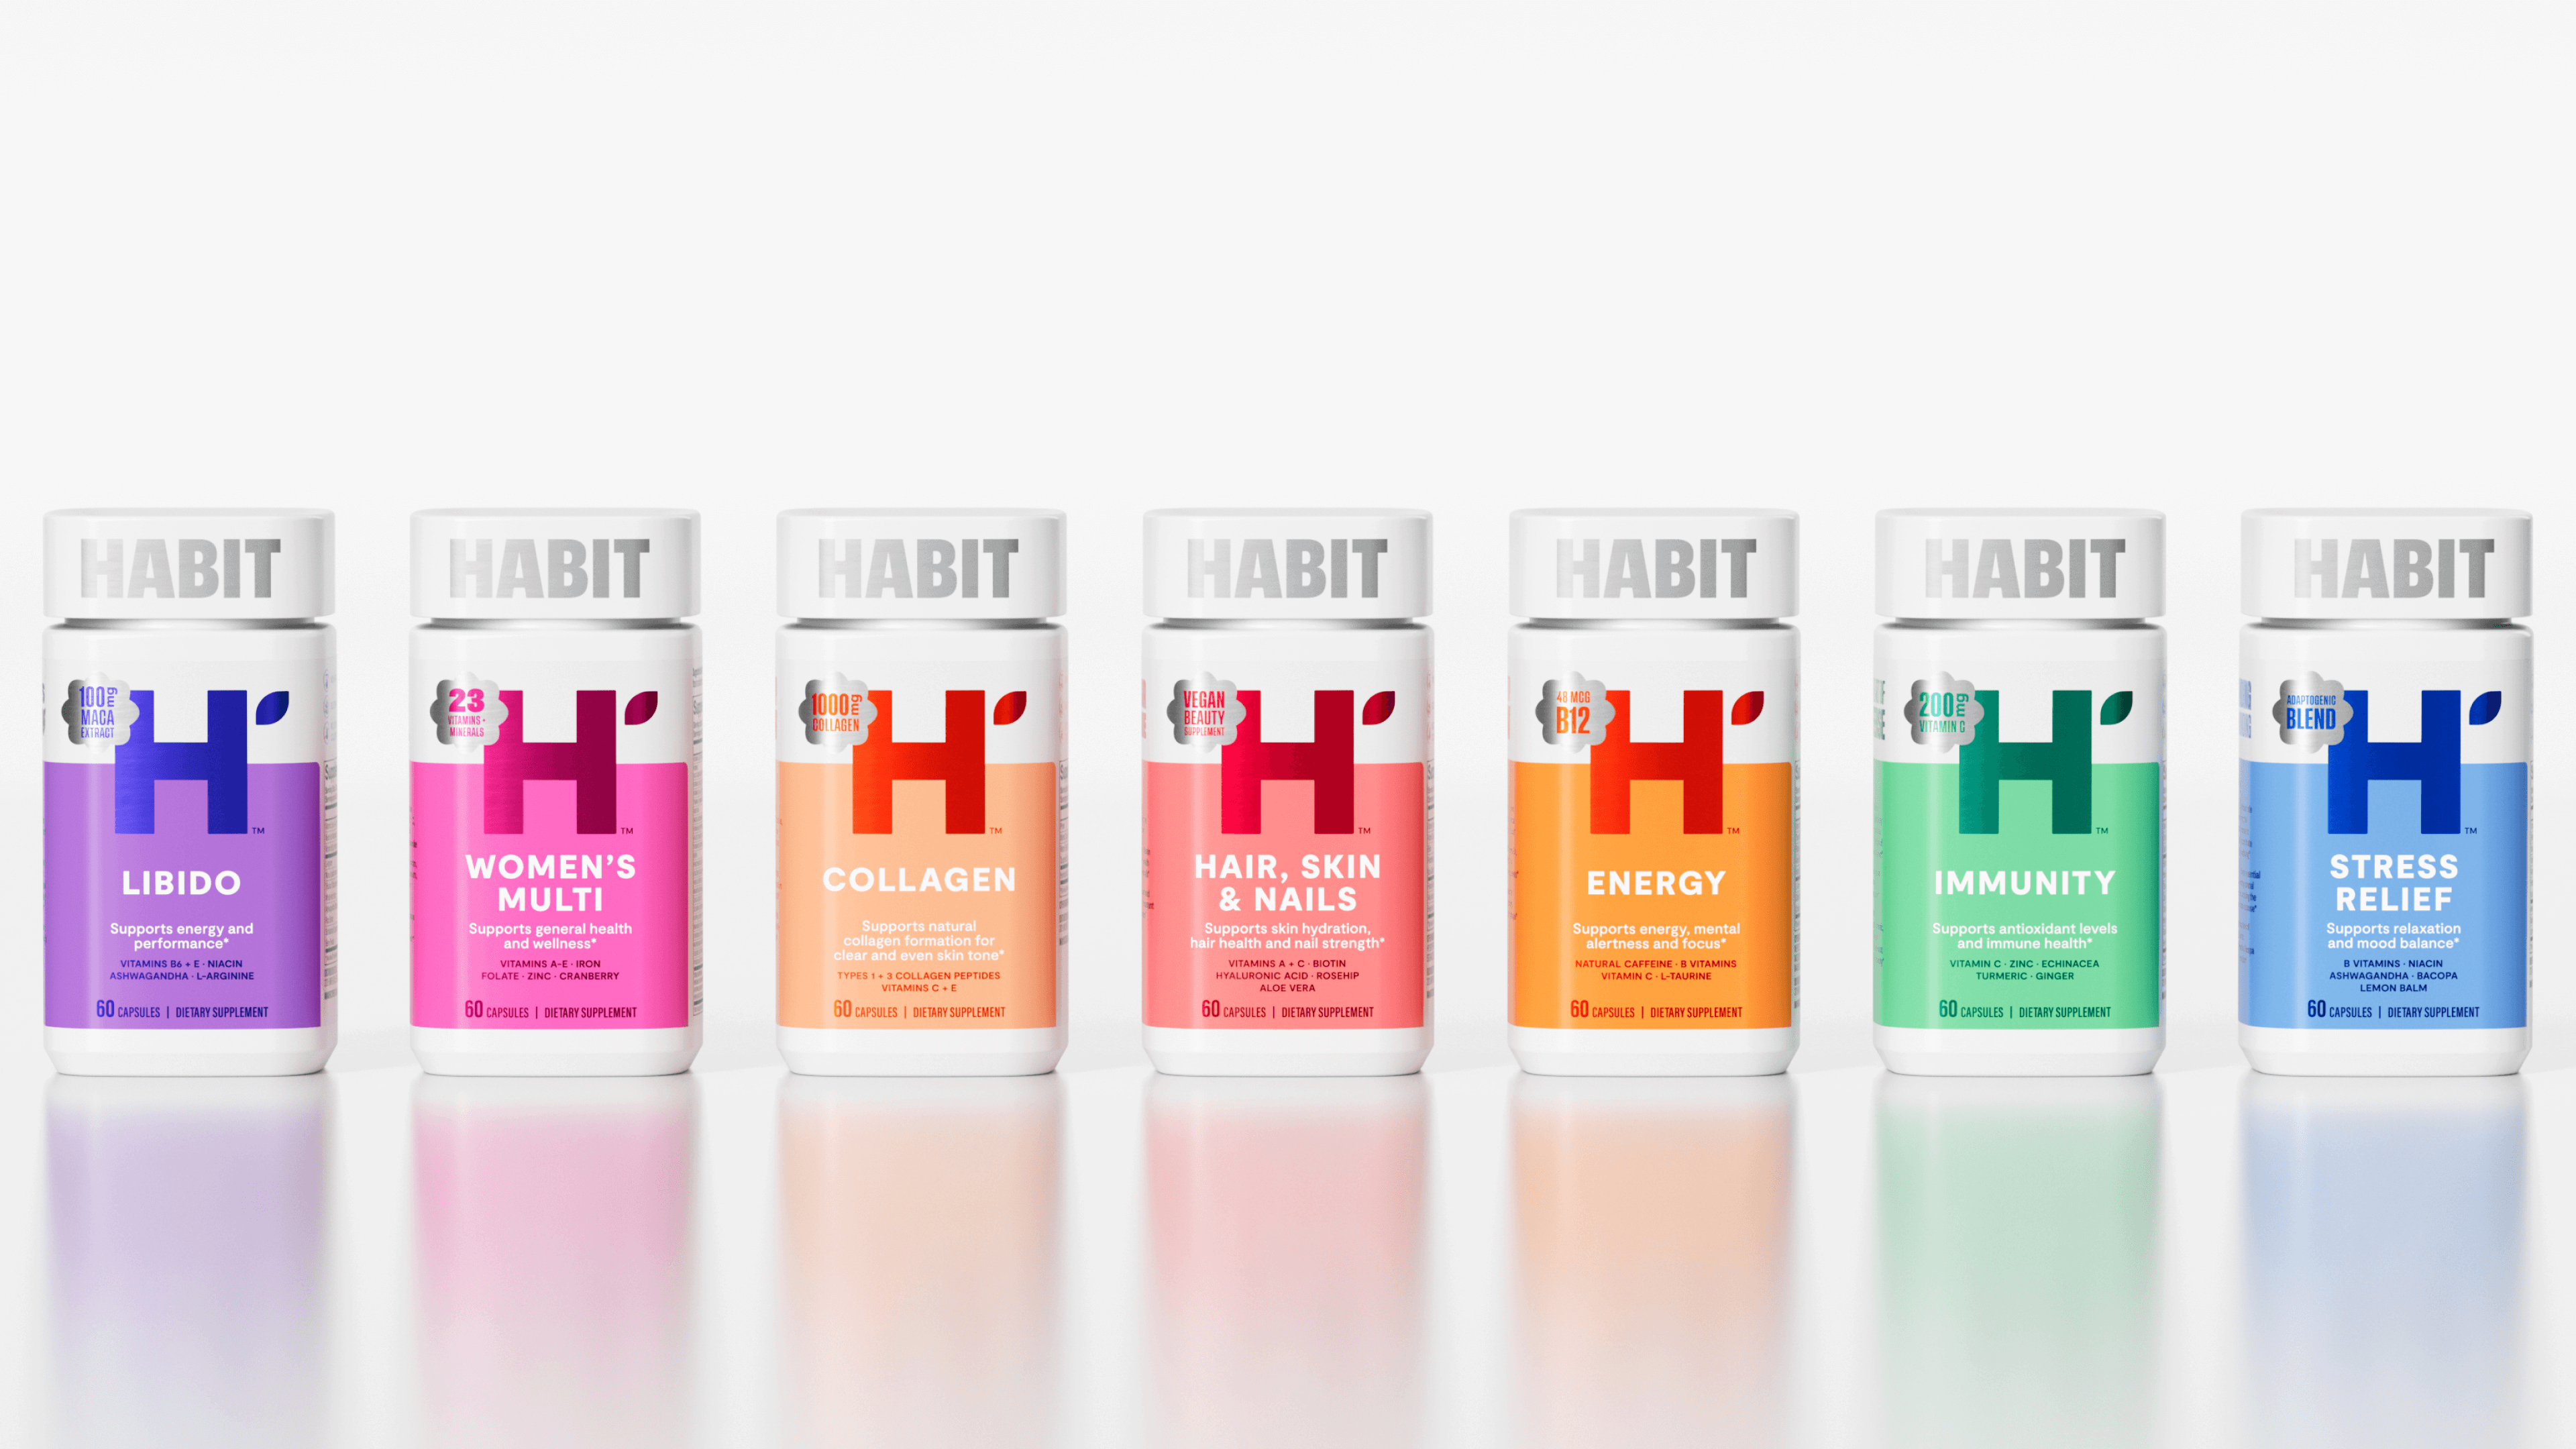 HABIT
100mg
MACA
EXTRACT
H
TM
LIBIDO
Supports energy and
performance*
VITAMINS B6 + E · NIACIN
ASHWAGANDHA · L-ARGININE
60 CAPSULES | DIETARY SUPPLEMENT
HABIT
23
VITAMINS +
MINERALS
H
TM
WOMEN'S
MULTI
Supports general health
and wellness*
VITAMINS A-E · IRON
FOLATE · ZINC · CRANBERRY
60 CAPSULES | DIETARY SUPPLEMENT
HABIT
1000mg
COLLAGEN
H
TM
COLLAGEN
Supports natural
collagen formation for
clear and even skin tone*
TYPES 1 + 3 COLLAGEN PEPTIDES
VITAMINS C + E
60 CAPSULES | DIETARY SUPPLEMENT
HABIT
VEGAN
BEAUTY
SUPPLEMENT
H
TM
HAIR, SKIN
& NAILS
Supports skin hydration,
hair health and nail strength*
VITAMINS A + C · BIOTIN
HYALURONIC ACID · ROSEHIP
ALOE VERA
60 CAPSULES | DIETARY SUPPLEMENT
HABIT
48 MCG
B12
H
TM
ENERGY
Supports energy, mental
alertness and focus*
NATURAL CAFFEINE · B VITAMINS
VITAMIN C · L-TAURINE
60 CAPSULES | DIETARY SUPPLEMENT
HABIT
200mg
VITAMIN C
H
TM
IMMUNITY
Supports antioxidant levels
and immune health*
VITAMIN C · ZINC · ECHINACEA
TURMERIC · GINGER
60 CAPSULES | DIETARY SUPPLEMENT
HABIT
ADAPTOGENIC
BLEND
H
TM
STRESS
RELIEF
Supports relaxation
and mood balance*
B VITAMINS · NIACIN
ASHWAGANDHA · BACOPA
LEMON BALM
60 CAPSULES | DIETARY SUPPLEMENT